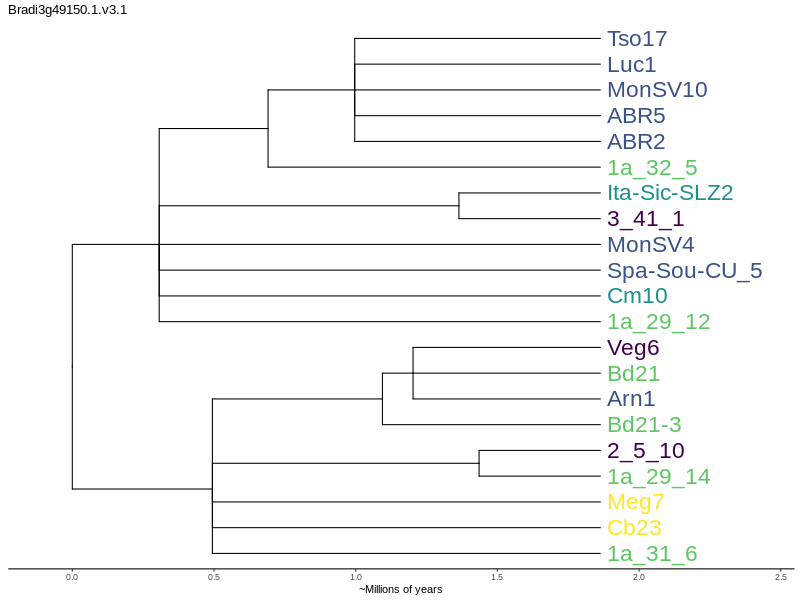 Bradi3g49150.1.v3.1
Tso17
Luc1
MonSV10
ABR5
ABR2
1a_32_5
Ita-Sic-SLZ2
3_41_1
MonSV4
Spa-Sou-CU_5
Cm10
1a_29_12
Veg6
Bd21
Arn1
Bd21-3
2_5_10
1a_29_14
Meg7
Cb23
1a_31_6
0.0 0.5 1.0 1.5 2.0 2.5
~Millions of years